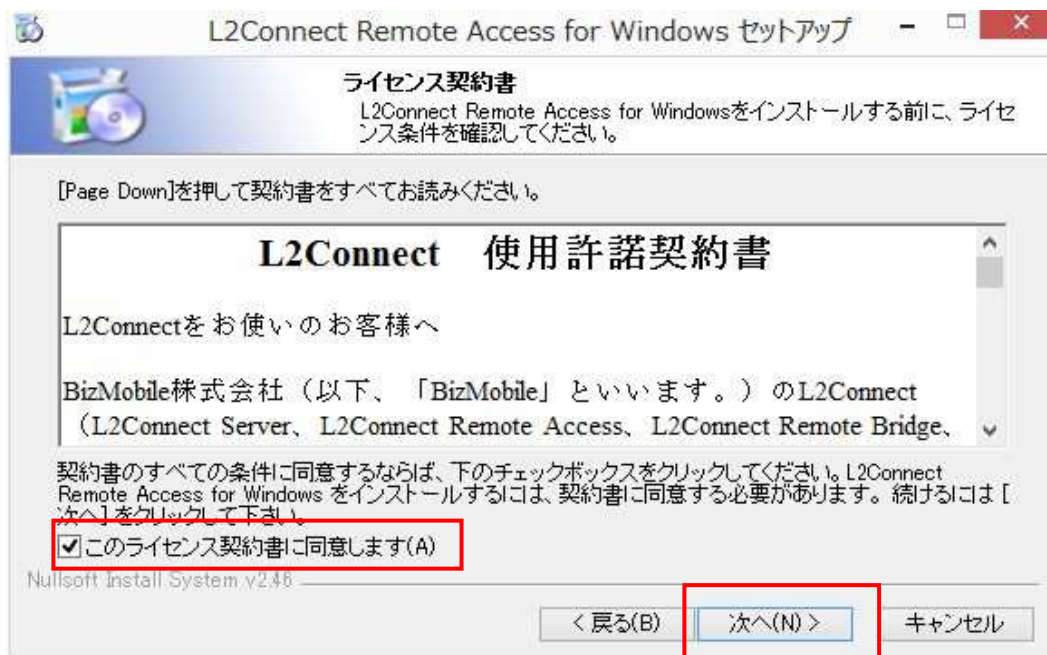 L2Connect Remote Access for Windows セットアップ
ライセンス契約書
L2Connect Remote Access for Windowsをインストールする前に、ライセ
ンス条件を確認してください。
[Page Down]を押して契約書をすべてお読みください。
L2Connect 使用許諾契約書
L2Connectをお使いのお客様へ
BizMobile株式会社（以下、「BizMobile」といいます。）のL2Connect
（L2Connect Server、L2Connect Remote Access、L2Connect Remote Bridge、
契約書のすべての条件に同意するならば、下のチェックボックスをクリックしてください。L2Connect
Remote Access for Windows をインストールするには、契約書に同意する必要があります。 続けるには [
次へ] をクリックして下さい。
このライセンス契約書に同意します(A)
Nullsoft Install System v2.46
< 戻る(B)
次へ(N) >
キャンセル